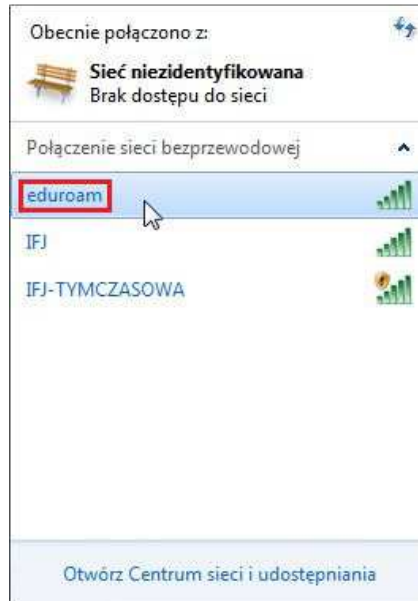 Obecnie połączono z:
Sieć niezidentyfikowana
Brak dostępu do sieci
Połączenie sieci bezprzewodowej
eduroam
IFJ
IFJ-TYMCZASOWA
Otwórz Centrum sieci i udostępniania